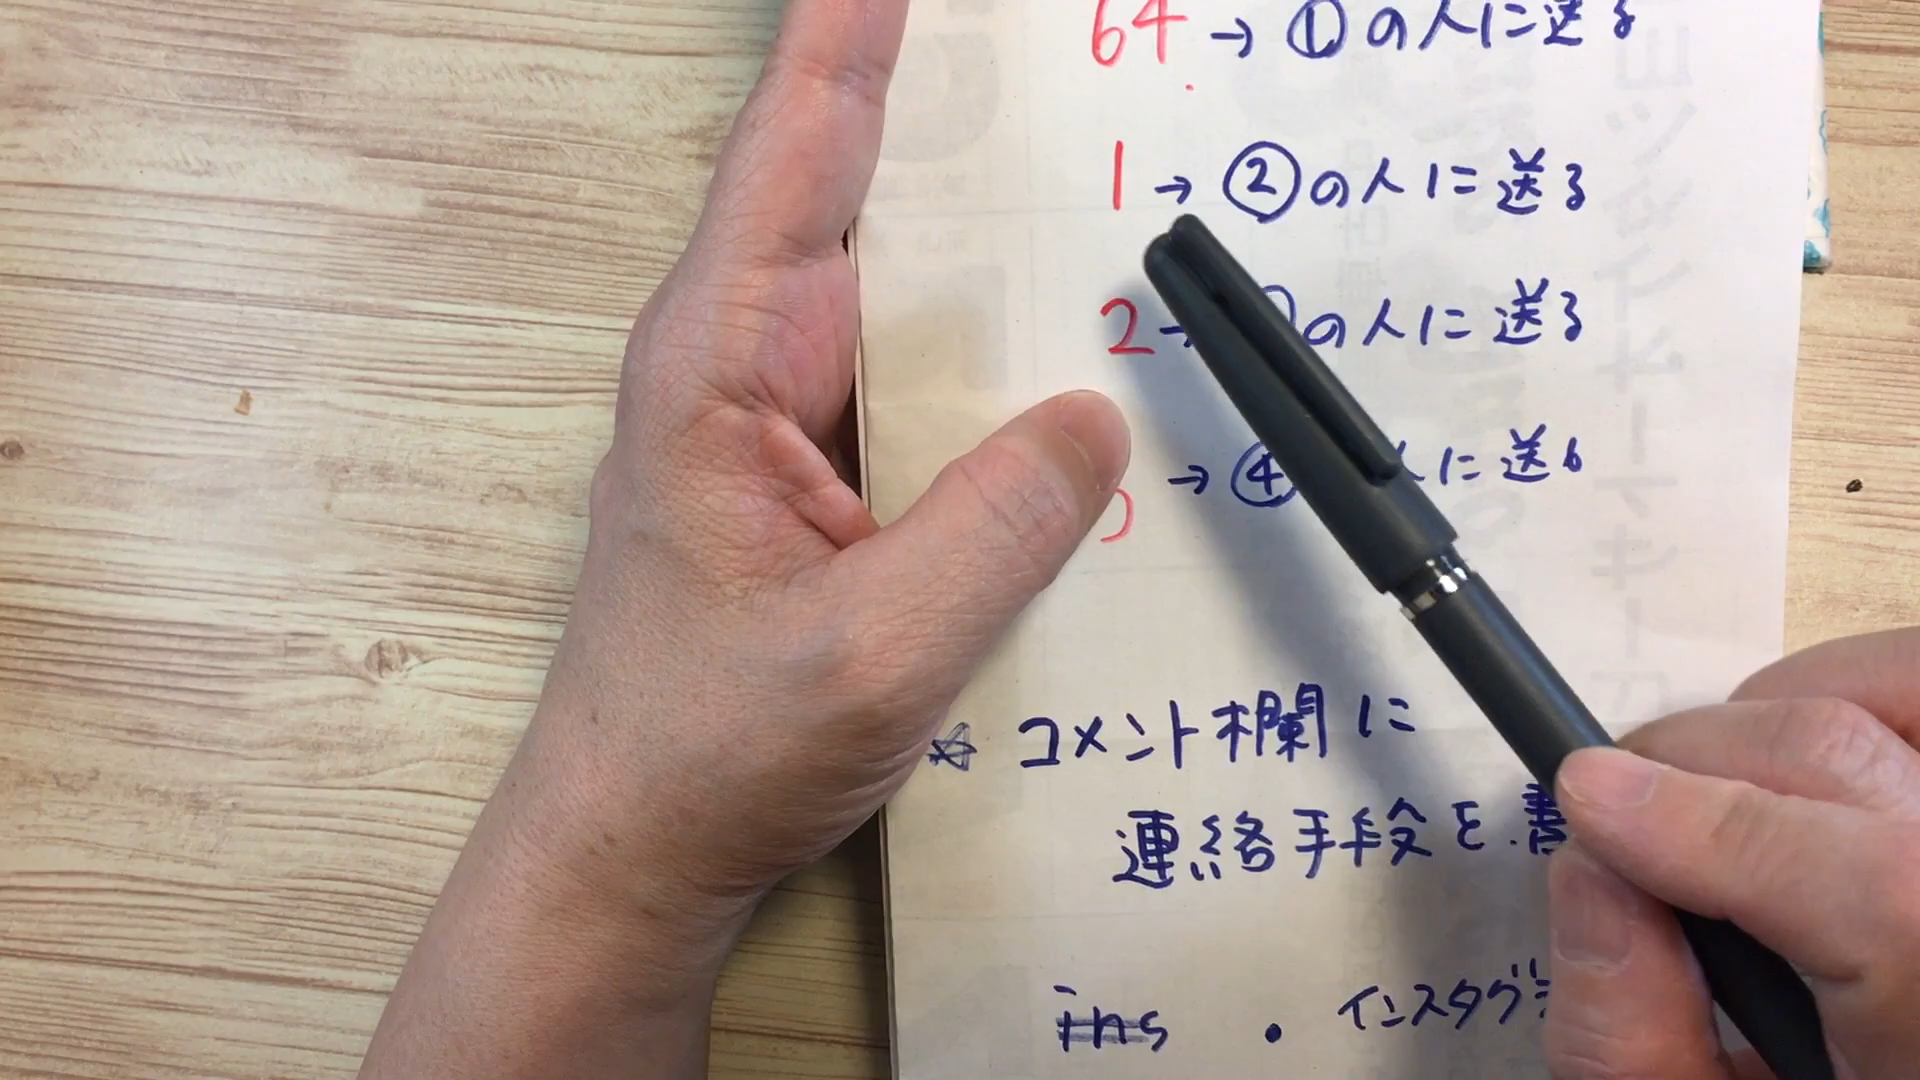 64 → ①の人に送る
1 → ②の人に送る
2 → の人に送る
→ ④人に送る
コメント欄に
連絡手段を書
ins ・ インスタグラ